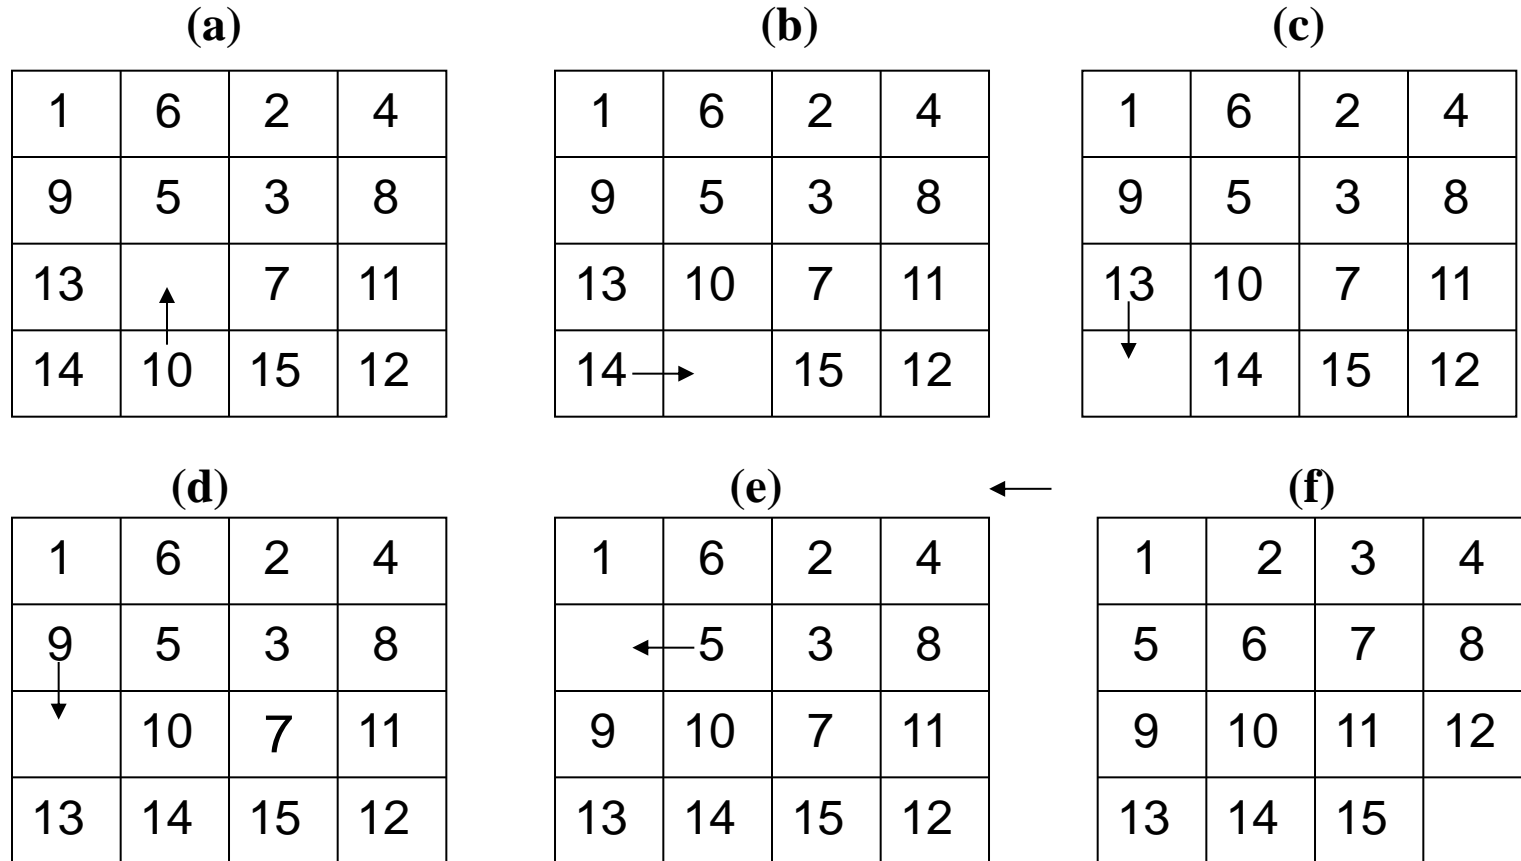 (a) (b) (c)
1 6 2 4 1 6 2 4 1 6 2 4
9 5 3 8 9 5 3 8 9 5 3 8
13 7 11 13 10 7 11 13 10 7 11
14 10 15 12 14 15 12 14 15 12
(d) (e) (f)
1 6 2 4 1 6 2 4 1 2 3 4
9 5 3 8 5 3 8 5 6 7 8
10 7 11 9 10 7 11 9 10 11 12
13 14 15 12 13 14 15 12 13 14 15